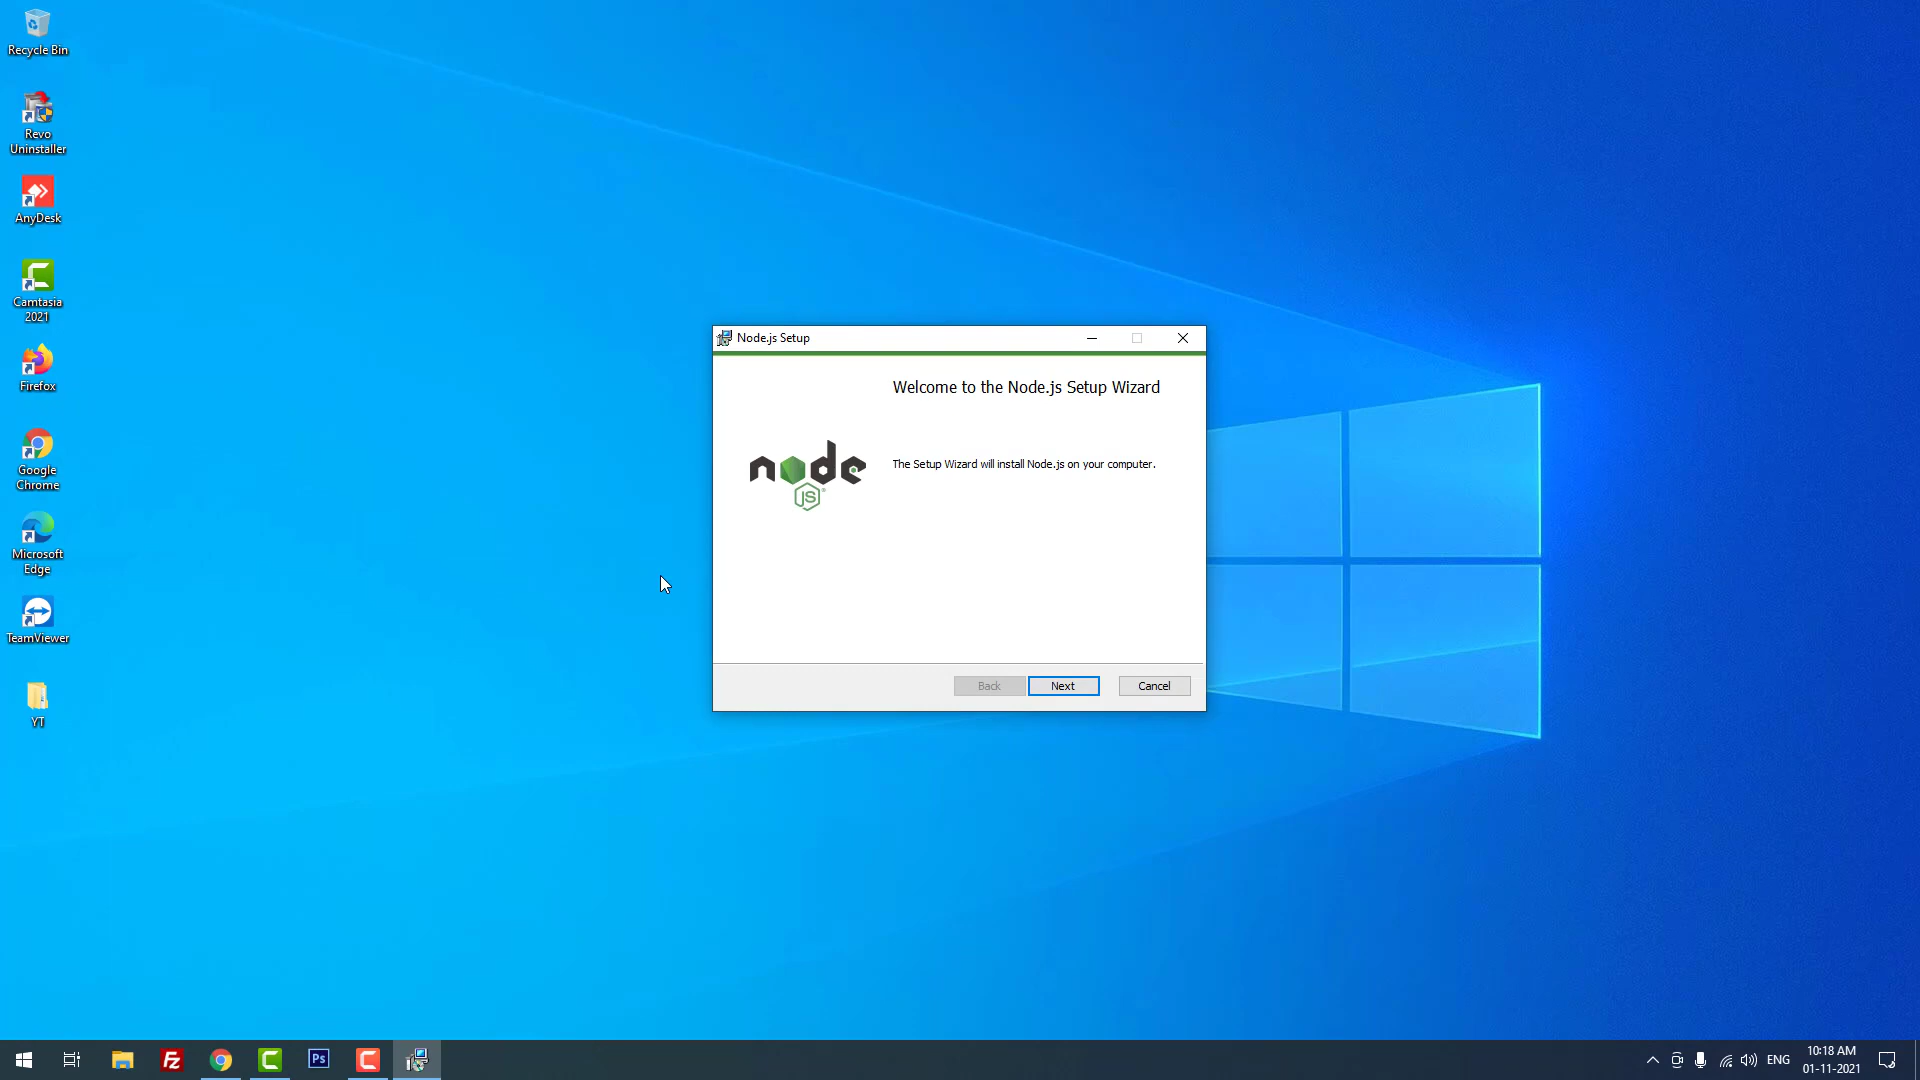 Recycle Bin
Revo
Uninstaller
AnyDesk
Camtasia
2021
Firefox
Google
Chrome
Microsoft
Edge
TeamViewer
YT
Node.js Setup
Welcome to the Node.js Setup Wizard
node
JS
The Setup Wizard will install Node.js on your computer.
Back
Next
Cancel
Fz
Ps
ENG
10:18 AM
01-11-2021